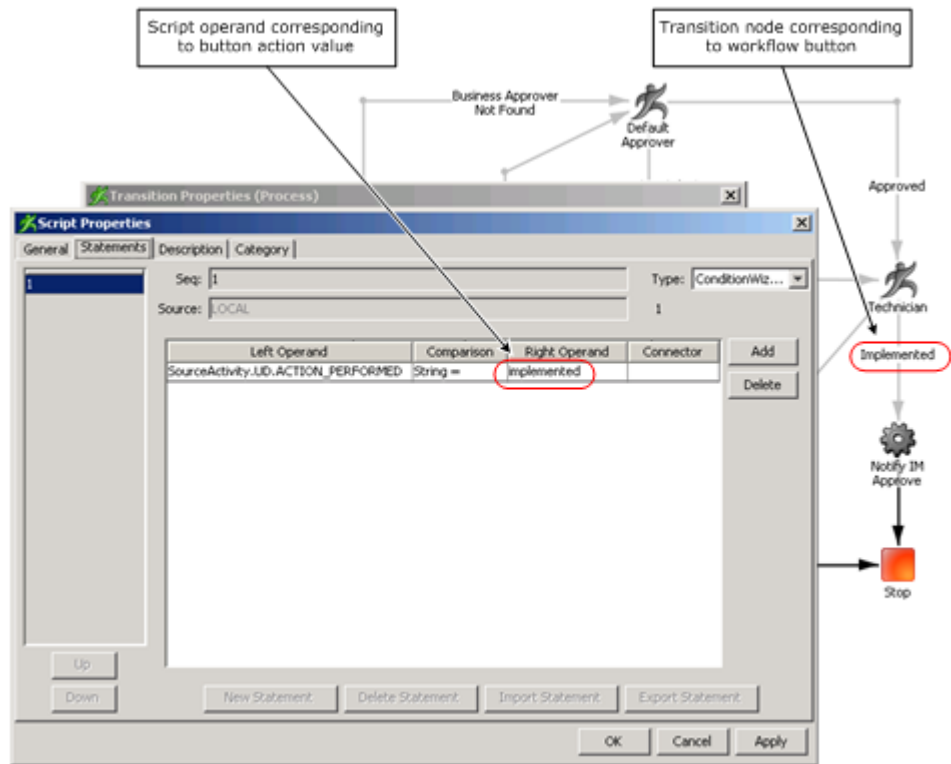 Script operand corresponding
to button action value
Transition node corresponding
to workflow button
Business Approver
Not Found
Default
Approver
Approved
Transition Properties (Process)
Script Properties
General Statements Description Category
1
Seq: 1
Type: ConditionWiz...
Source: LOCAL
1
Technician
Left Operand Comparison Right Operand Connector
Add
SourceActivity.UD.ACTION_PERFORMED String = implemented
Delete
Implemented
Notify IM
Approve
Stop
Up
Down
New Statement Delete Statement Import Statement Export Statement
OK Cancel Apply